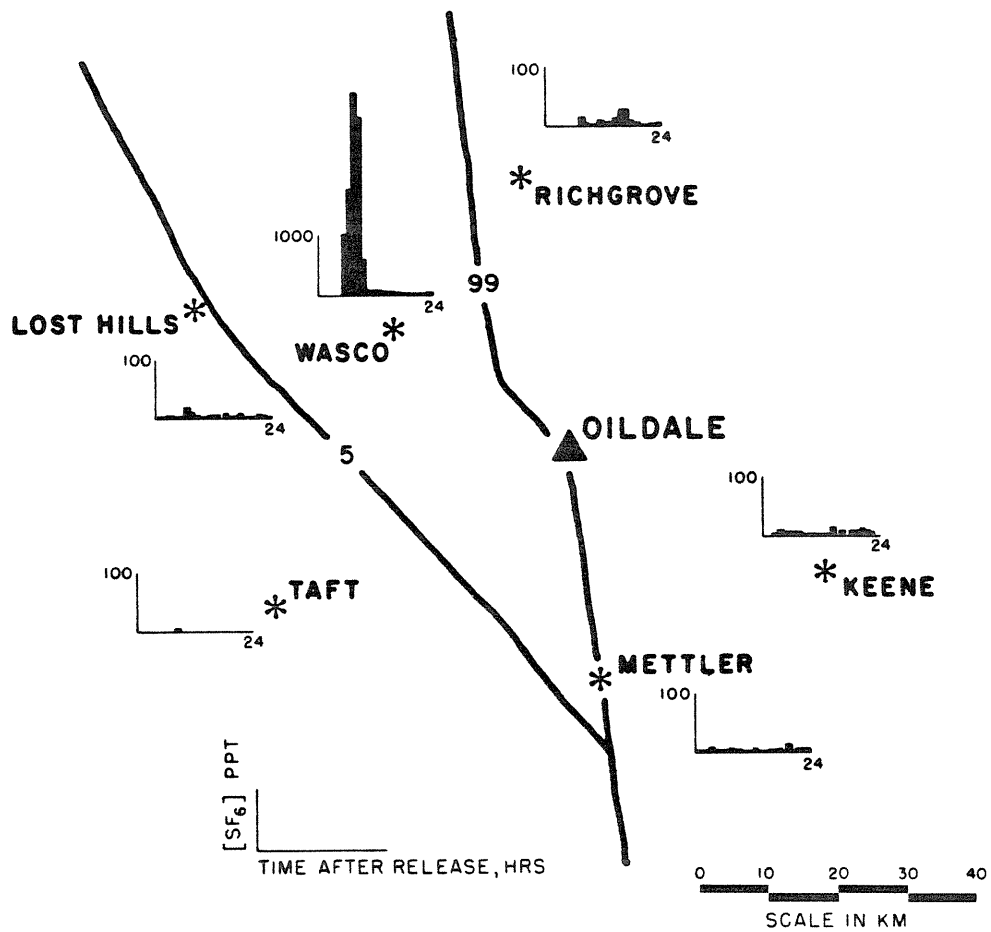 100
24
RICHGROVE
1000
24
99
LOST HILLS
WASCO
100
24
OILDALE
5
100
24
KEENE
100
24
TAFT
METTLER
100
24
[SF6] PPT
TIME AFTER RELEASE, HRS
0 10 20 30 40
SCALE IN KM